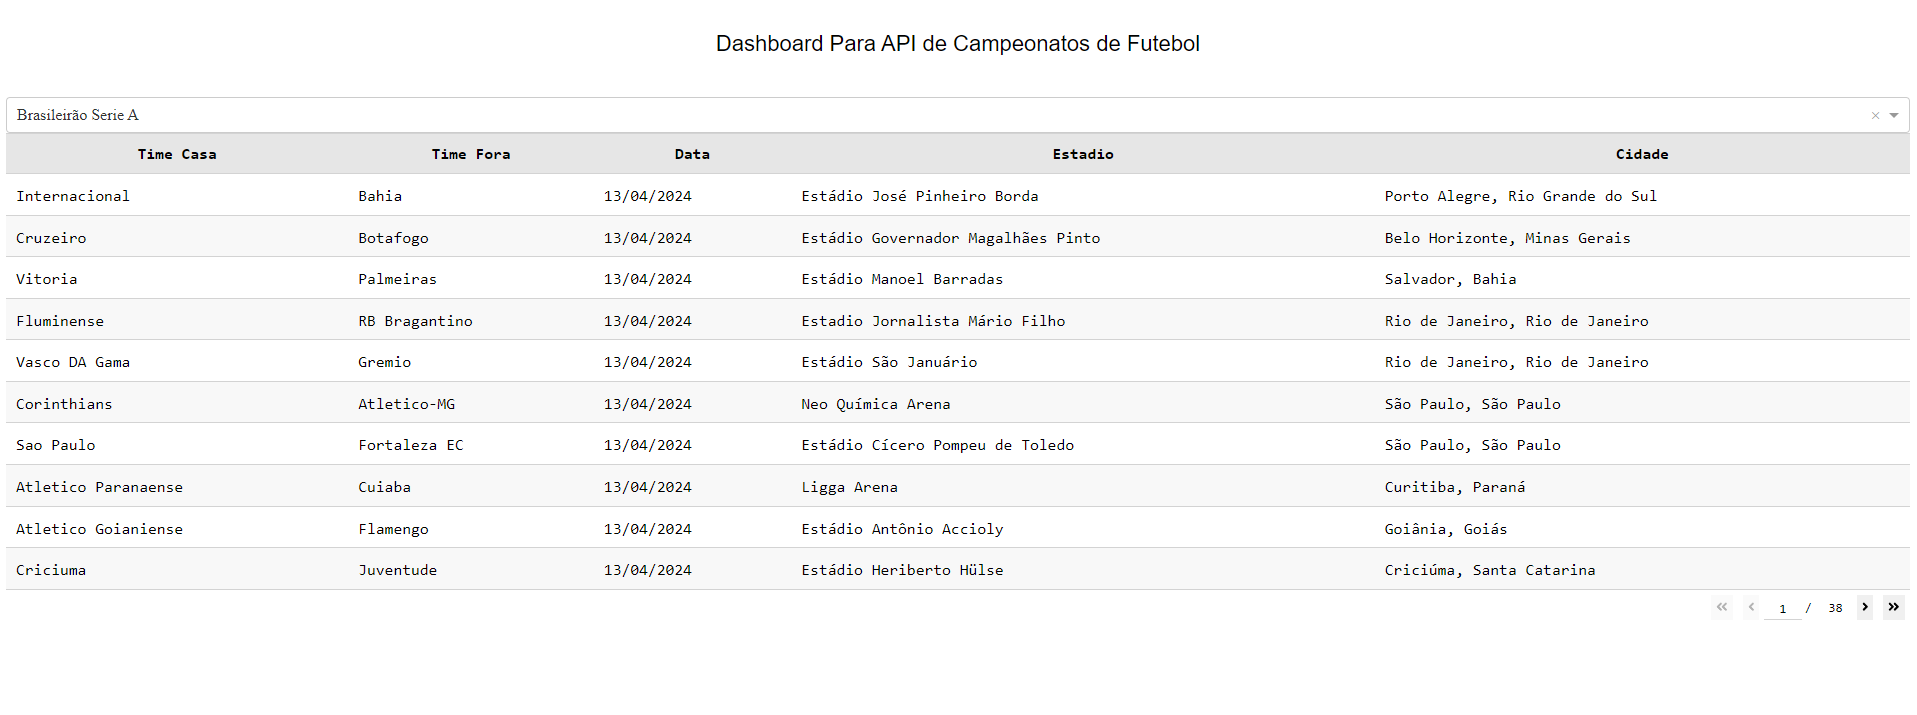 Dashboard Para API de Campeonatos de Futebol
Brasileirão Serie A ×
Time Casa Time Fora Data Estadio Cidade
Internacional Bahia 13/04/2024 Estádio José Pinheiro Borda Porto Alegre, Rio Grande do Sul
Cruzeiro Botafogo 13/04/2024 Estádio Governador Magalhães Pinto Belo Horizonte, Minas Gerais
Vitoria Palmeiras 13/04/2024 Estádio Manoel Barradas Salvador, Bahia
Fluminense RB Bragantino 13/04/2024 Estadio Jornalista Mário Filho Rio de Janeiro, Rio de Janeiro
Vasco DA Gama Gremio 13/04/2024 Estádio São Januário Rio de Janeiro, Rio de Janeiro
Corinthians Atletico-MG 13/04/2024 Neo Química Arena São Paulo, São Paulo
Sao Paulo Fortaleza EC 13/04/2024 Estádio Cícero Pompeu de Toledo São Paulo, São Paulo
Atletico Paranaense Cuiaba 13/04/2024 Ligga Arena Curitiba, Paraná
Atletico Goianiense Flamengo 13/04/2024 Estádio Antônio Accioly Goiânia, Goiás
Criciuma Juventude 13/04/2024 Estádio Heriberto Hülse Criciúma, Santa Catarina
« ‹ 1 / 38 › »